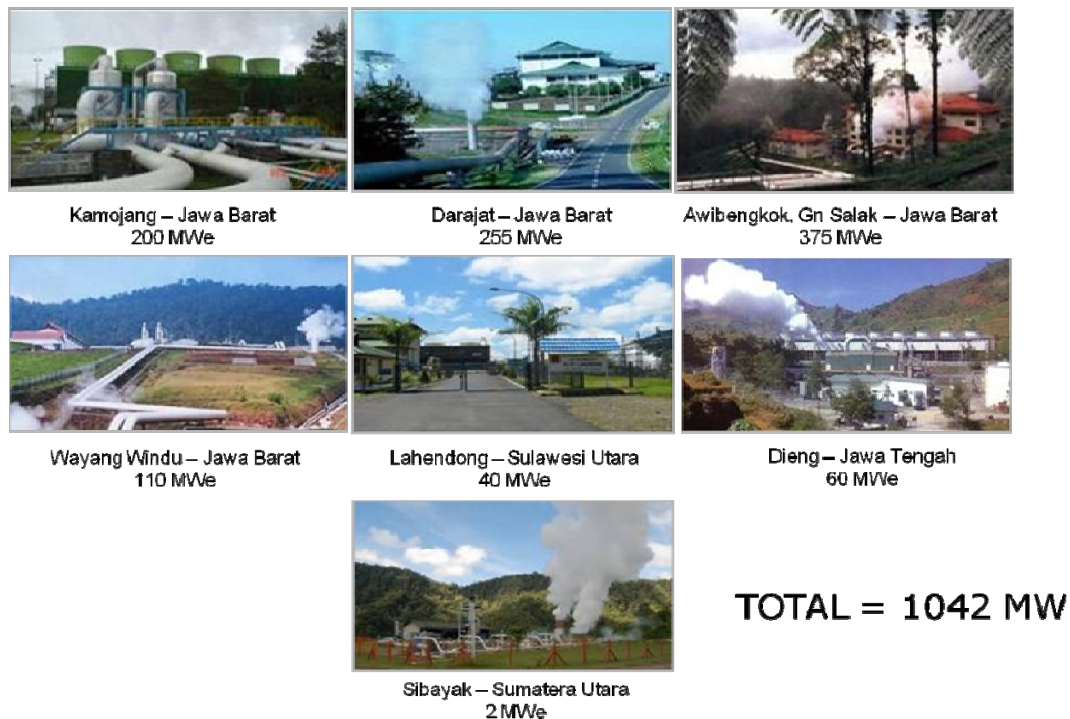 Kamojang – Jawa Barat
200 MWe
Darajat – Jawa Barat
255 MWe
Awibengkok, Gn Salak – Jawa Barat
375 MWe
Wayang Windu – Jawa Barat
110 MWe
Lahendong – Sulawesi Utara
40 MWe
Dieng – Jawa Tengah
60 MWe
Sibayak – Sumatera Utara
2 MWe
TOTAL = 1042 MW